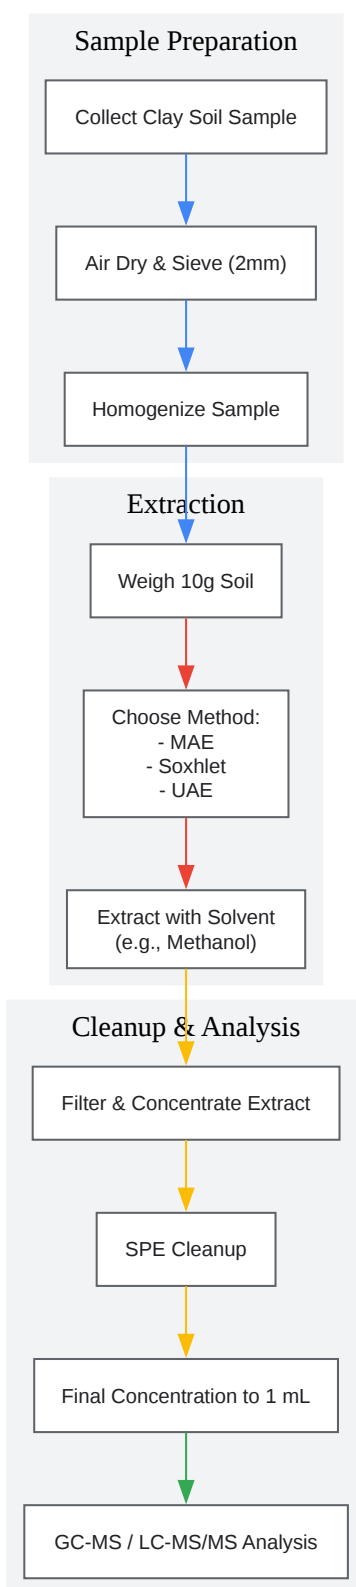 Sample Preparation
Collect Clay Soil Sample
Air Dry & Sieve (2mm)
Homogenize Sample
Extraction
Weigh 10g Soil
Choose Method:
- MAE
- Soxhlet
- UAE
Extract with Solvent
(e.g., Methanol)
Cleanup & Analysis
Filter & Concentrate Extract
SPE Cleanup
Final Concentration to 1 mL
GC-MS / LC-MS/MS Analysis